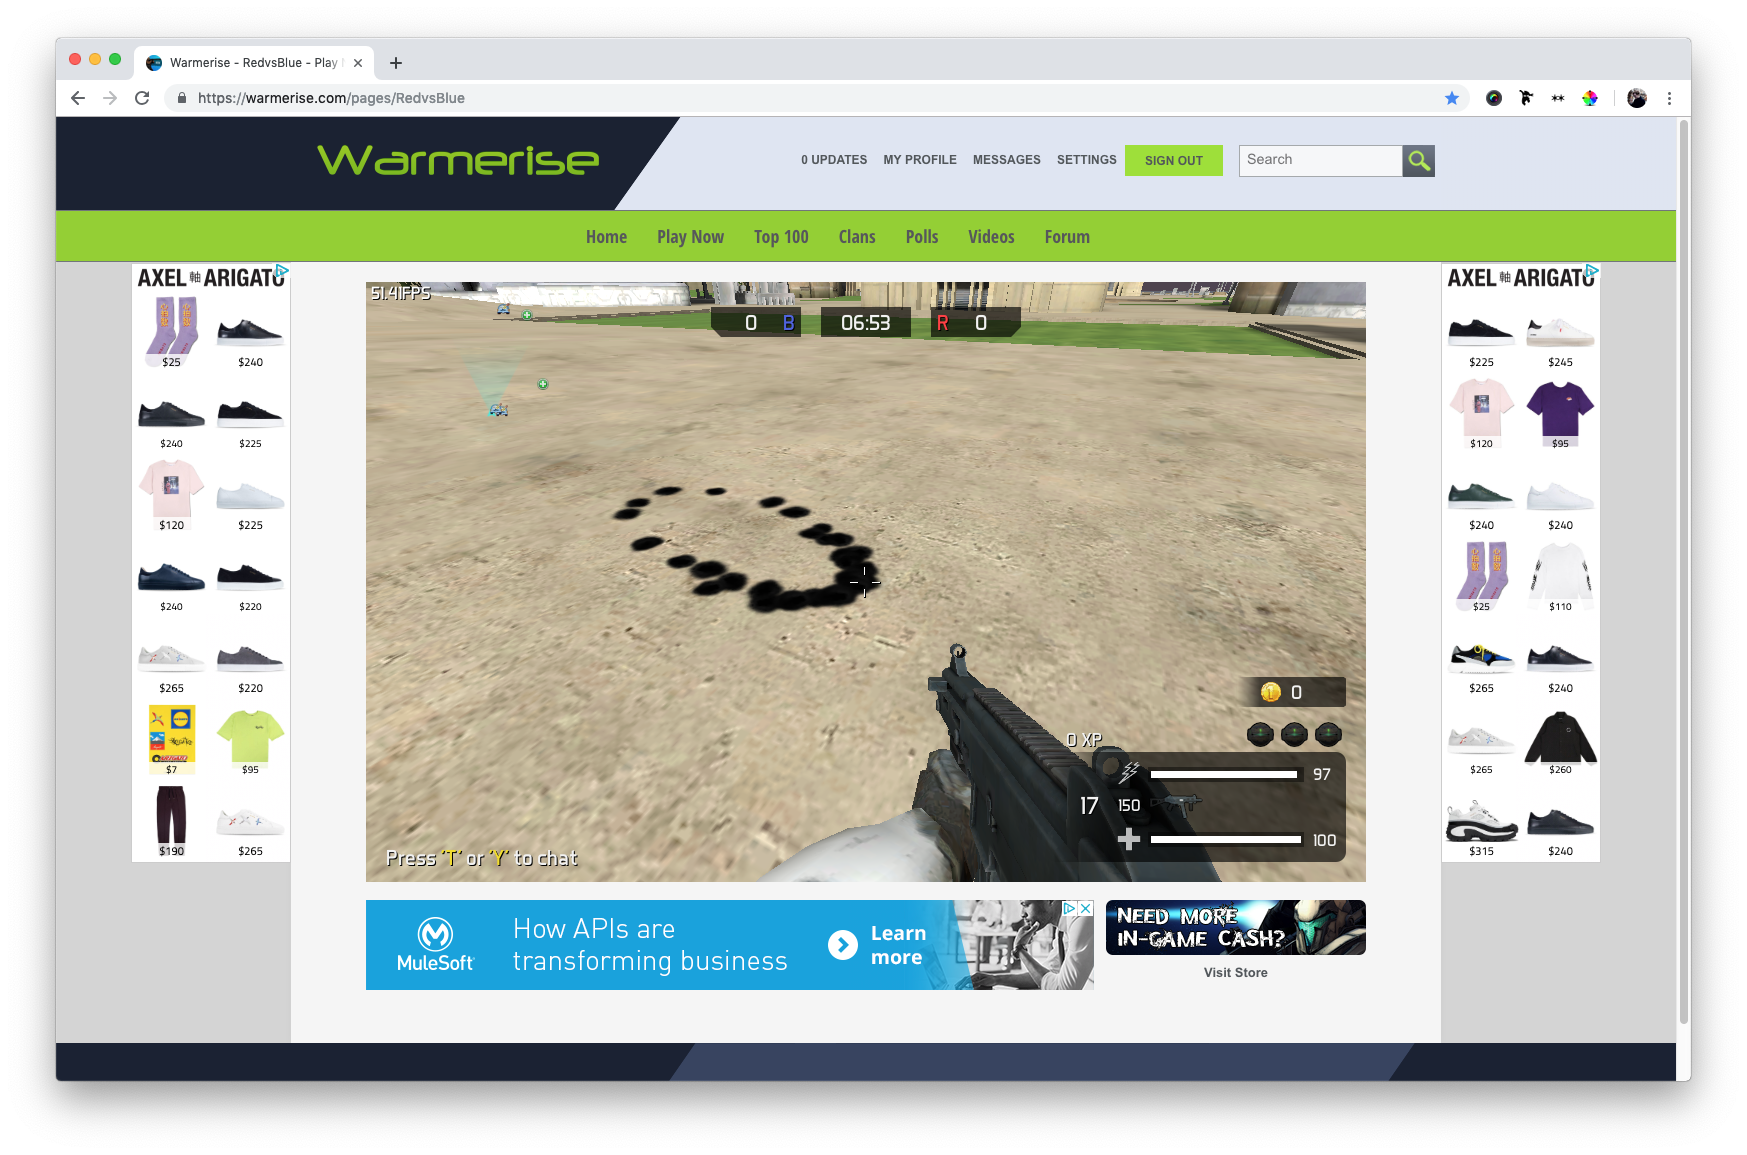 Warmerise - RedvsBlue - Play
https://warmerise.com/pages/RedvsBlue
Warmerise
0 UPDATES
MY PROFILE
MESSAGES
SETTINGS
SIGN OUT
Search
Home
Play Now
Top 100
Clans
Polls
Videos
Forum
AXEL 軸 ARIGATO
$25
$240
$240
$225
$120
$225
$240
$220
$265
$220
$7
$95
$190
$265
51.41FPS
0 B
06:53
R 0
0
0 XP
97
17
150
100
Press 'T' or 'Y' to chat
AXEL 軸 ARIGATO
$225
$245
$120
$95
$240
$240
$25
$110
$265
$240
$265
$260
$315
$240
MuleSoft
How APIs are
transforming business
Learn
more
NEED MORE
IN-GAME CASH?
Visit Store